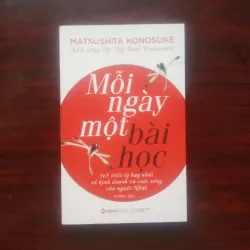 MATSUSHITA KONOSUKE
Nhà sáng lập Tập đoàn Panasonic
Mỗi
ngày
một
bài
học
365 triết lý hay nhất
về kinh doanh và cuộc sống
của người Nhật